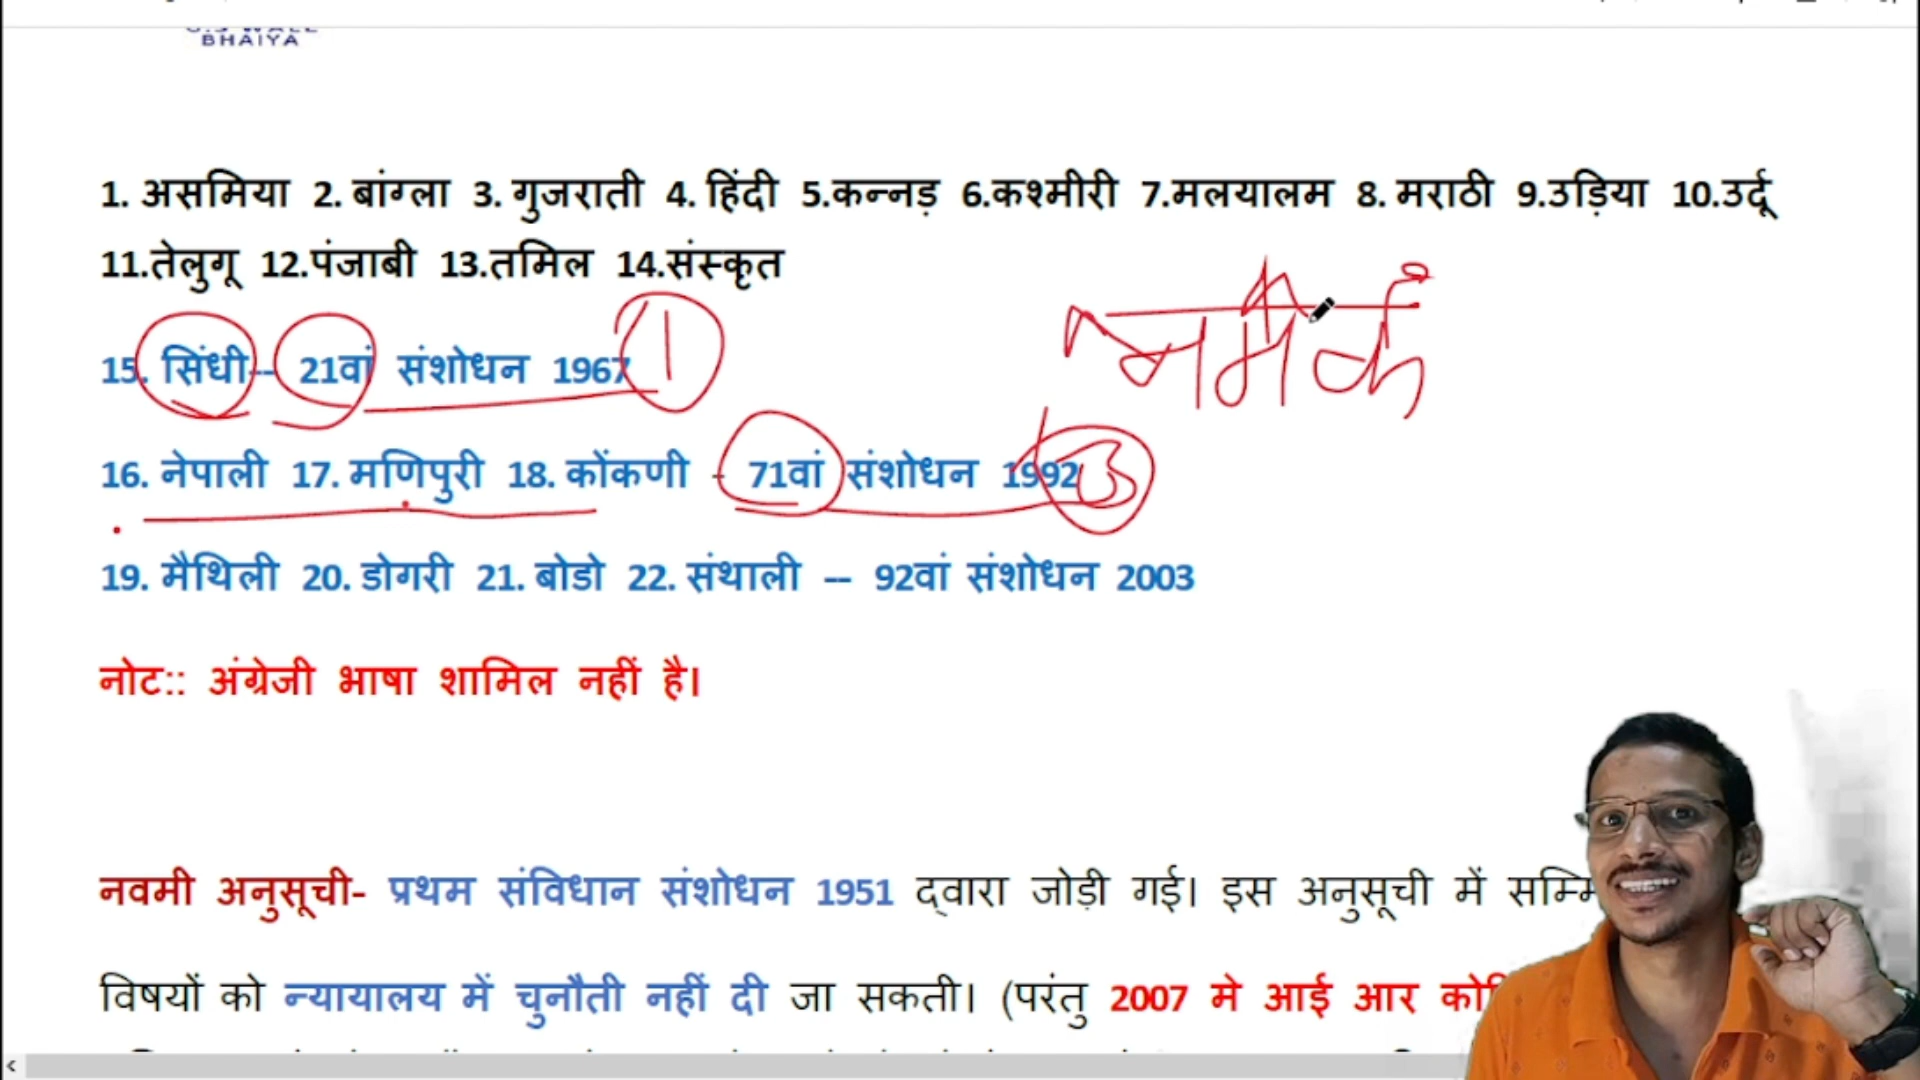 BHAIYA
1. असमिया 2. बांग्ला 3. गुजराती 4. हिंदी 5.कन्नड़ 6.कश्मीरी 7.मलयालम 8. मराठी 9.उड़िया 10.उर्दू
11.तेलुगू 12.पंजाबी 13.तमिल 14.संस्कृत
15. सिंधी-- 21वां संशोधन 1967 1
16. नेपाली 17. मणिपुरी 18. कोंकणी - 71वां संशोधन 1992 3
19. मैथिली 20. डोगरी 21. बोडो 22. संथाली -- 92वां संशोधन 2003
नोट:: अंग्रेजी भाषा शामिल नहीं है।
नवमी अनुसूची- प्रथम संविधान संशोधन 1951 द्वारा जोड़ी गई। इस अनुसूची में
विषयों को न्यायालय में चुनौती नहीं दी जा सकती। (परंतु 2007 मे आई आर